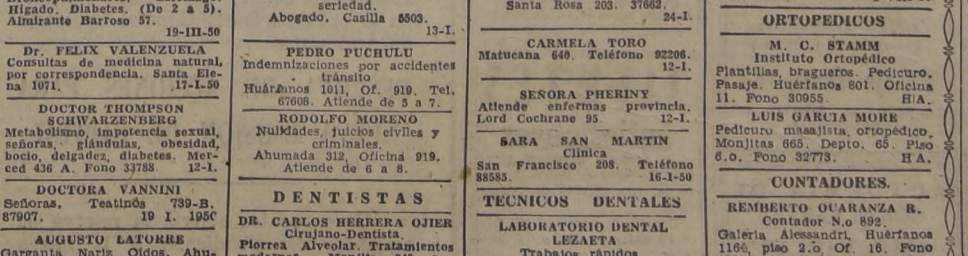 Hígado. Diabetes. (De 2 a 5).
Almirante Barroso 57.
19-III-50
Dr. FELIX VALENZUELA
Consultas de medicina natural,
por correspondencia. Santa Ele-
na 1071. 17-I-50
DOCTOR THOMPSON
SCHWARZENBERG
Metabolismo, impotencia sexual,
señoras, glándulas, obesidad,
bocio, delgadez, diabetes. Mer-
ced 436 A. Fono 33788 12-I.
DOCTORA VANNINI
Señoras. Teatinos 739-B.
87907. 19 I. 1950
AUGUSTO LATORRE
Garganta Nariz Oídos. Ahu-
seriedad.
Abogado, Casilla 6503.
13-I.
PEDRO PUCHULU
Indemnizaciones por accidentes
tránsito
Huérfanos 1011, Of. 919. Tel.
67608. Atiende de 5 a 7.
RODOLFO MORENO
Nulidades, juicios civiles y
criminales.
Ahumada 312, Oficina 919.
Atiende de 6 a 8.
DENTISTAS
DR. CARLOS HERRERA OJIER
Cirujano-Dentista.
Piorrea Alveolar. Tratamientos
Santa Rosa 203. 37662.
24-I.
CARMELA TORO
Matucana 640. Teléfono 92206.
12-I.
SEÑORA PHERINY
Atiende enfermas provincia.
Lord Cochrane 95 12-I.
SARA SAN MARTIN
Clínica
San Francisco 208. Teléfono
88585. 16-I-50
TECNICOS DENTALES
LABORATORIO DENTAL
LEZAETA
Trabajos rápidos
ORTOPEDICOS
M. C. STAMM
Instituto Ortopédico
Plantillas, bragueros. Pedicuro.
Pasaje. Huérfanos 801. Oficina
11. Fono 30955. H|A.
LUIS GARCIA MORE
Pedicuro masajista, ortopédico.
Monjitas 665. Depto. 65. Piso
6.o. Fono 32773. H A.
CONTADORES.
REMBERTO OUARANZA R.
Contador N.o 892.
Galería Alessandri, Huérfanos
1164, piso 2.o. Of. 16. Fono